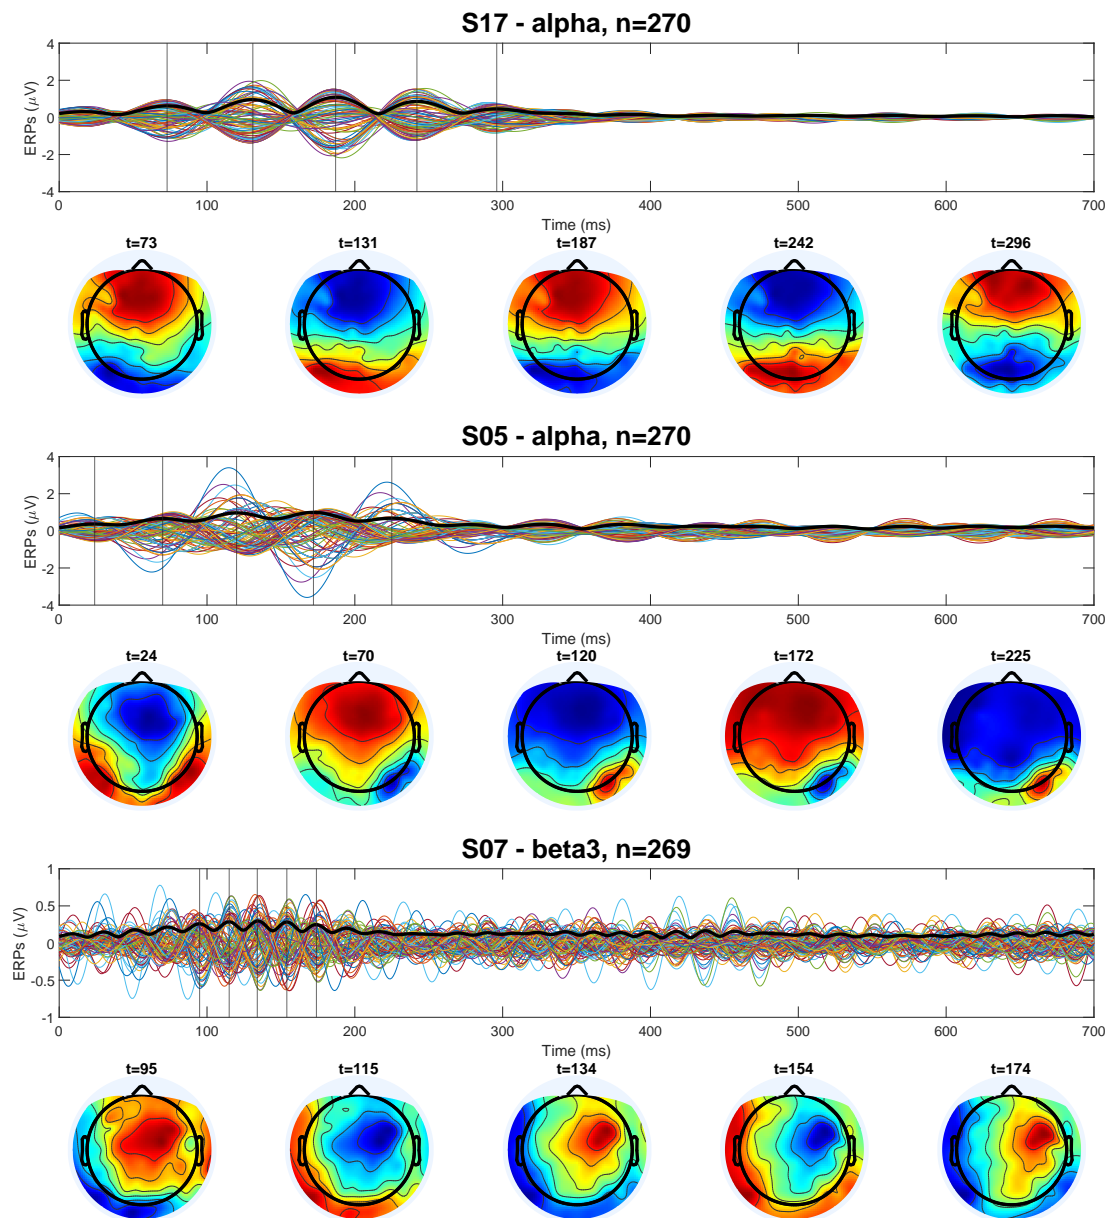 S17 - alpha, n=270
4
2
0
-2
-4
ERPs (μV)
0 100 200 300 400 500 600 700
Time (ms)
t=73 t=131 t=187 t=242 t=296
S05 - alpha, n=270
4
2
0
-2
-4
ERPs (μV)
0 100 200 300 400 500 600 700
Time (ms)
t=24 t=70 t=120 t=172 t=225
S07 - beta3, n=269
1
0.5
0
-0.5
-1
ERPs (μV)
0 100 200 300 400 500 600 700
Time (ms)
t=95 t=115 t=134 t=154 t=174